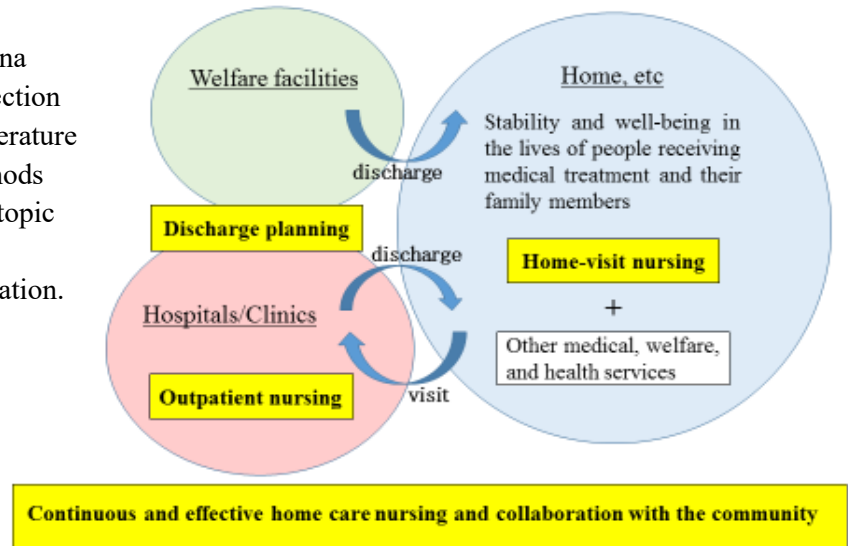 na
ection
erature
nods
topic
ation.
Welfare facilities
discharge
Home, etc
Stability and well-being in
the lives of people receiving
medical treatment and their
family members
Discharge planning
discharge
Home-visit nursing
+
Hospitals/Clinics
Other medical, welfare,
and health services
Outpatient nursing
visit
Continuous and effective home care nursing and collaboration with the community